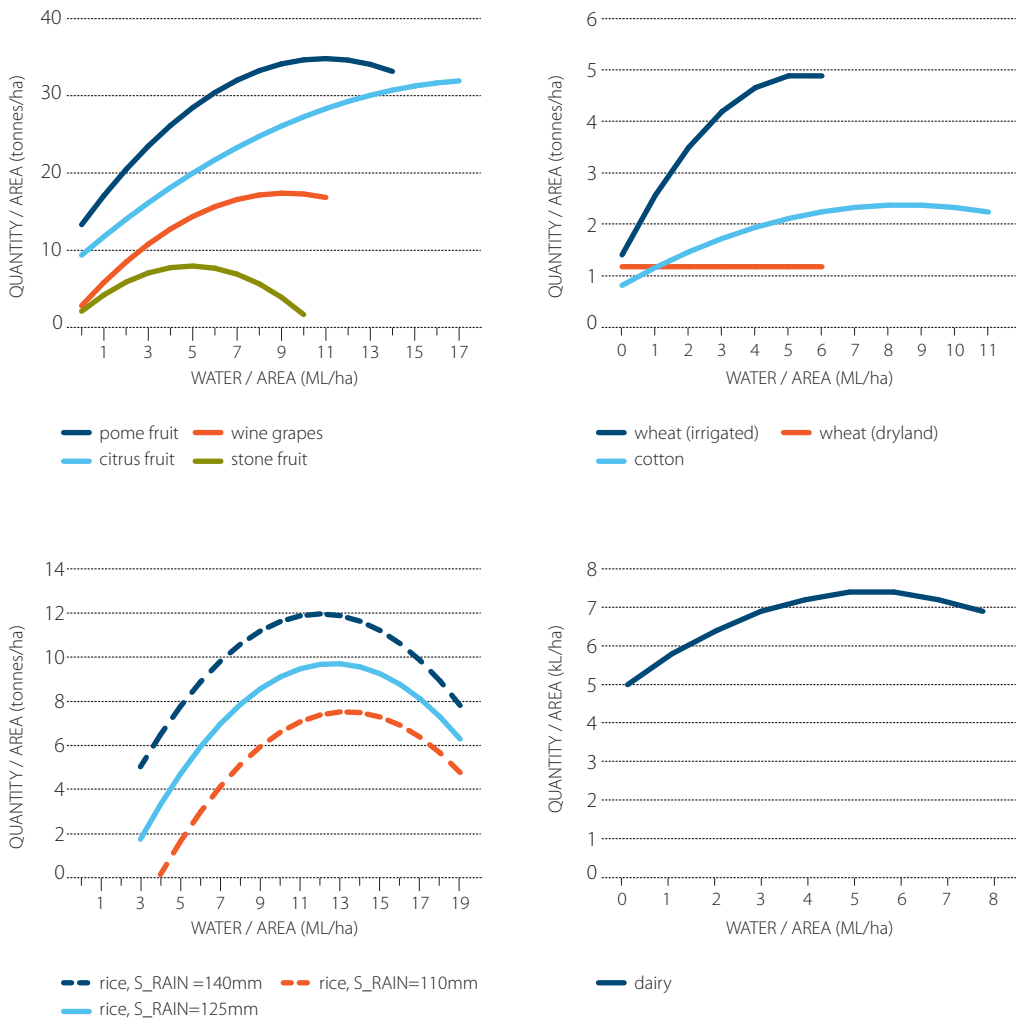 QUANTITY / AREA (tonnes/ha)
40
30
20
10
0
1 3 5 7 9 11 13 15 17
WATER / AREA (ML/ha)
pome fruit wine grapes
citrus fruit stone fruit
QUANTITY / AREA (tonnes/ha)
6
5
4
3
2
1
0
0 1 2 3 4 5 6 7 8 9 10 11
WATER / AREA (ML/ha)
wheat (irrigated) wheat (dryland)
cotton
QUANTITY / AREA (tonnes/ha)
14
12
10
8
6
4
2
0
1 3 5 7 9 11 13 15 17 19
WATER / AREA (ML/ha)
rice, S_RAIN =140mm rice, S_RAIN=110mm
rice, S_RAIN=125mm
QUANTITY / AREA (kL/ha)
8
7
6
5
4
3
2
1
0
0 1 2 3 4 5 6 7 8
WATER / AREA (ML/ha)
dairy